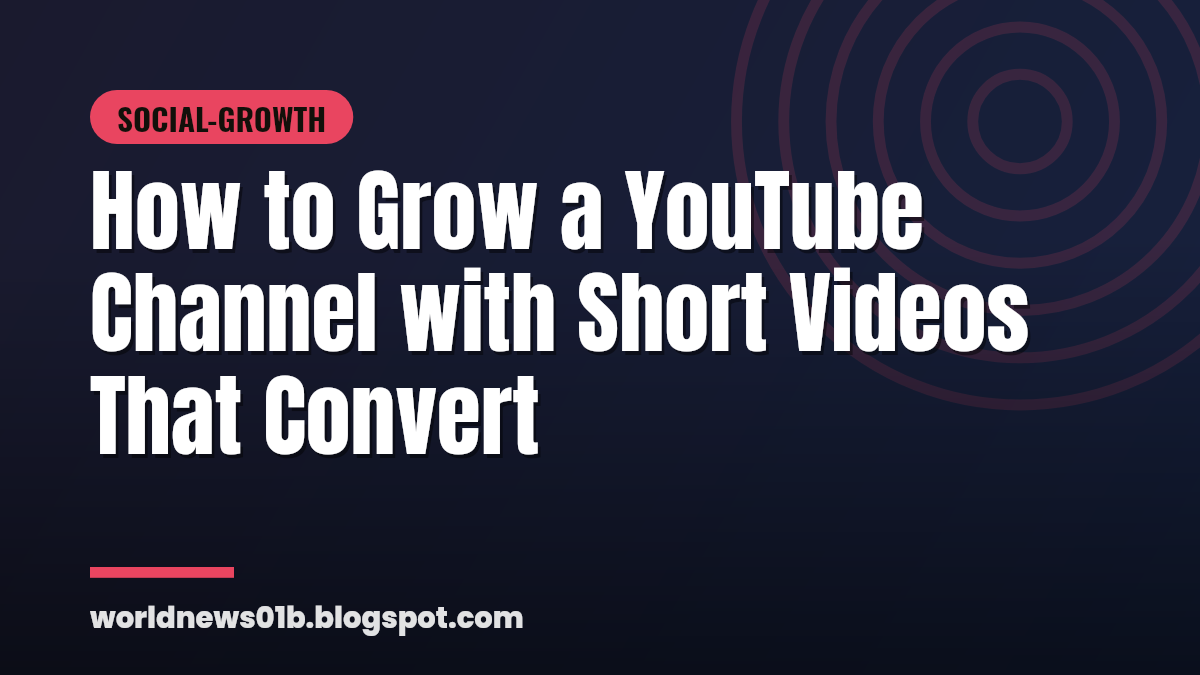 SOCIAL-GROWTH
How to Grow a YouTube
Channel with Short Videos
That Convert
worldnews01b.blogspot.com